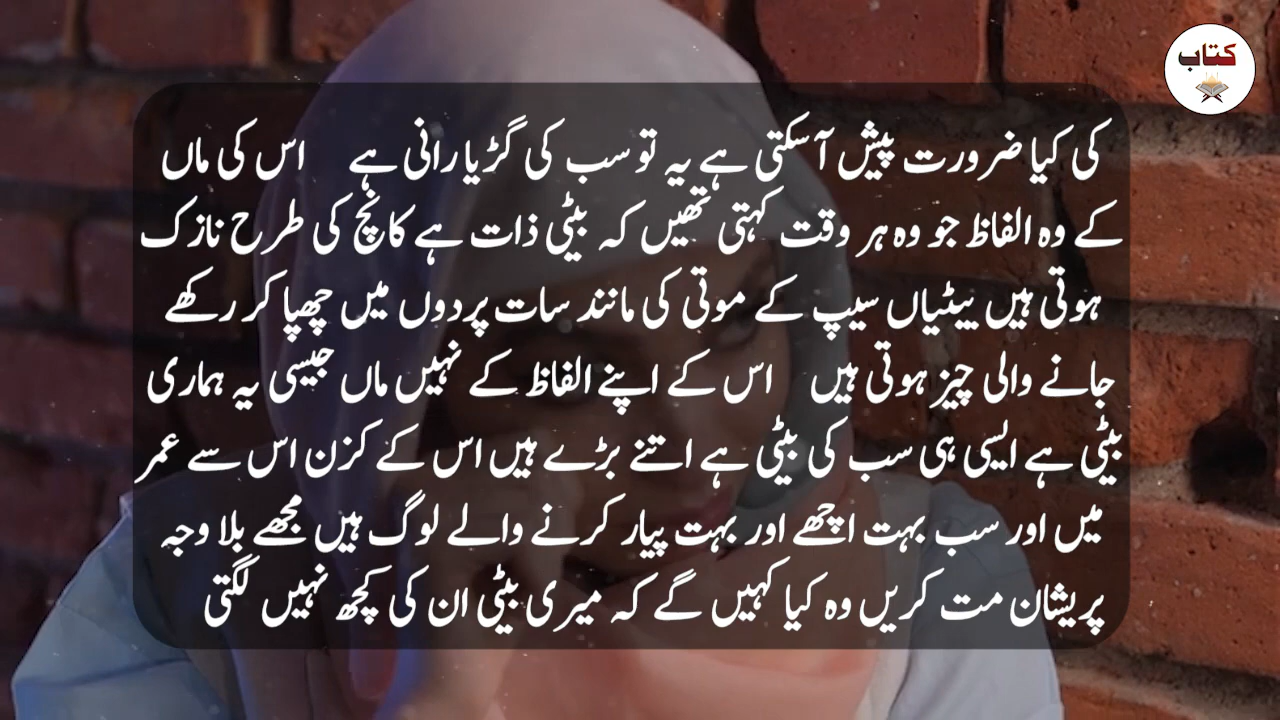 کتاب
کی کیا ضرورت پیش آ سکتی ہے یہ تو سب کی گڑیا رانی ہے اس کی ماں
کے وہ الفاظ جو وہ ہر وقت کہتی تھیں کہ بیٹی ذات ہے کانچ کی طرح نازک
ہوتی ہیں بیٹیاں سیپ کے موتی کی مانند سات پردوں میں چھپا کر رکھے
جانے والی چیز ہوتی ہیں اس کے اپنے الفاظ کے نہیں ماں جیسی یہ ہماری
بیٹی ہے ایسی ہی سب کی بیٹی ہے اتنے بڑے ہیں اس کے کزن اس سے عمر
میں اور سب بہت اچھے اور بہت پیار کرنے والے لوگ ہیں مجھے بلا وجہ
پریشان مت کریں وہ کیا کہیں گے کہ میری بیٹی ان کی کچھ نہیں لگتی